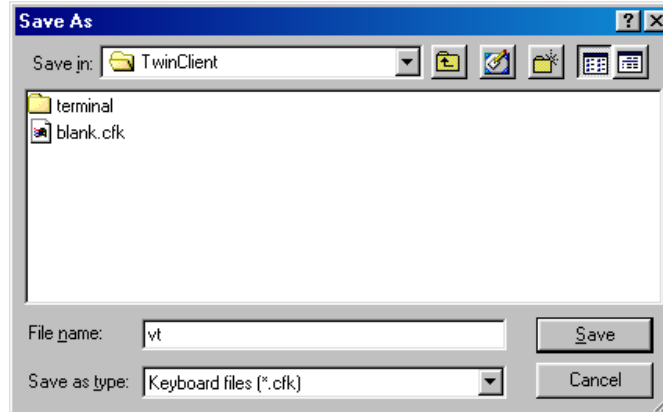 Save As
Save in: TwinClient
terminal
blank.cfk
File name: vt Save
Save as type: Keyboard files (*.cfk) Cancel